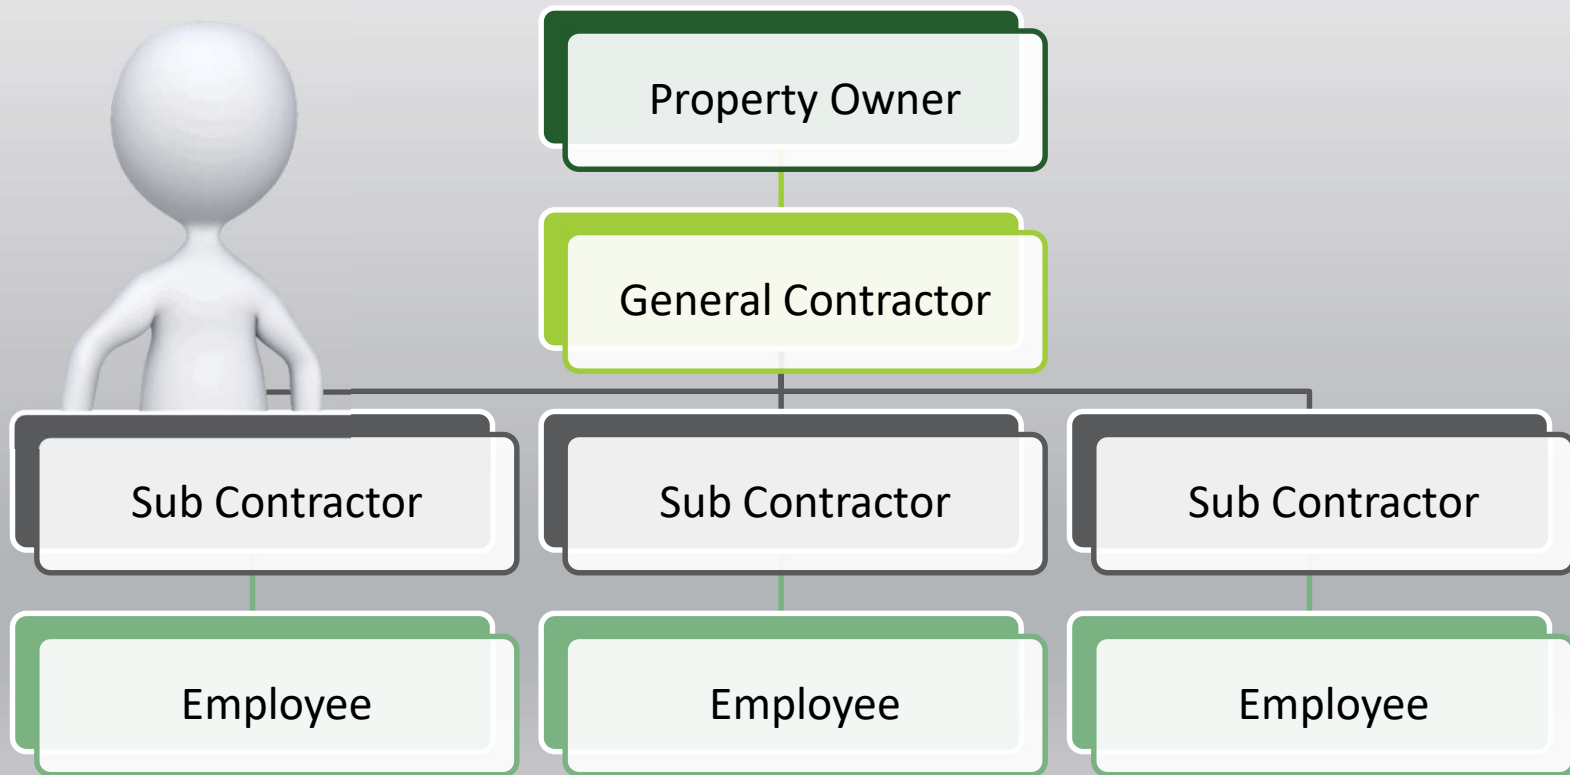 Property Owner
General Contractor
Sub Contractor
Sub Contractor
Sub Contractor
Employee
Employee
Employee